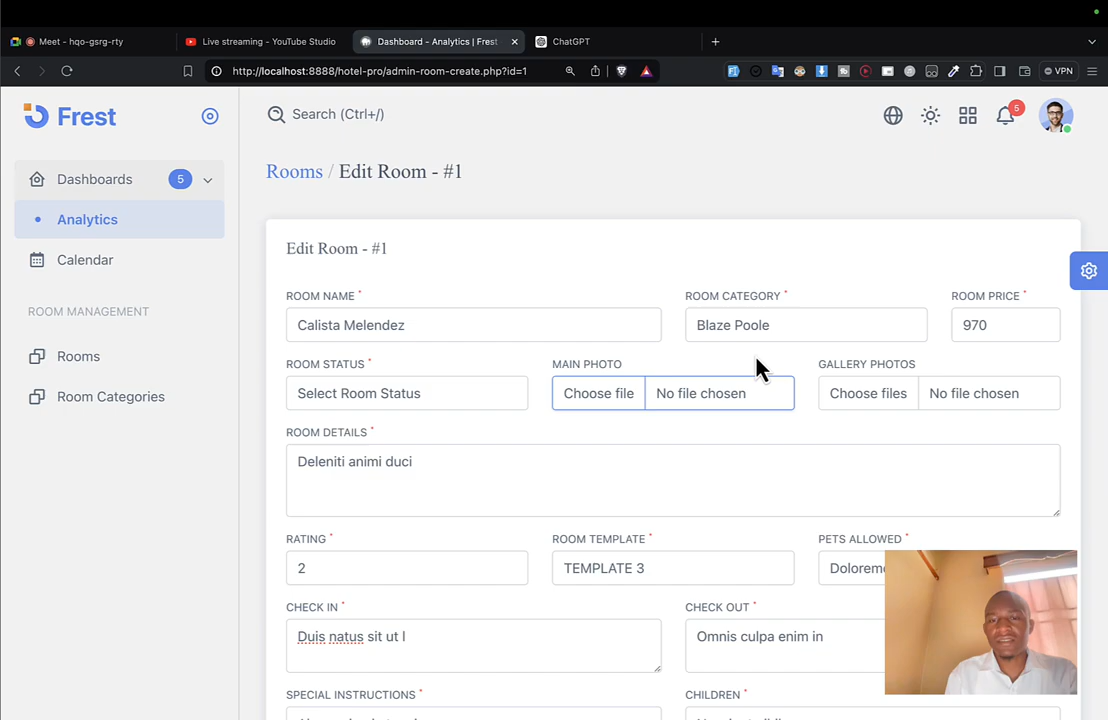 Meet - hqo-gsrg-rty
Live streaming - YouTube Studio
Dashboard - Analytics | Frest
ChatGPT
http://localhost:8888/hotel-pro/admin-room-create.php?id=1
VPN
Frest
Search (Ctrl+/)
5
Rooms / Edit Room - #1
Dashboards
5
Analytics
Calendar
ROOM MANAGEMENT
Rooms
Room Categories
Edit Room - #1
ROOM NAME *
ROOM CATEGORY *
ROOM PRICE *
Calista Melendez
Blaze Poole
970
ROOM STATUS *
MAIN PHOTO
GALLERY PHOTOS
Select Room Status
Choose file
No file chosen
Choose files
No file chosen
ROOM DETAILS *
Deleniti animi duci
RATING *
ROOM TEMPLATE *
PETS ALLOWED *
2
TEMPLATE 3
CHECK IN *
CHECK OUT *
Duis natus sit ut l
Omnis culpa enim in
SPECIAL INSTRUCTIONS *
CHILDREN *